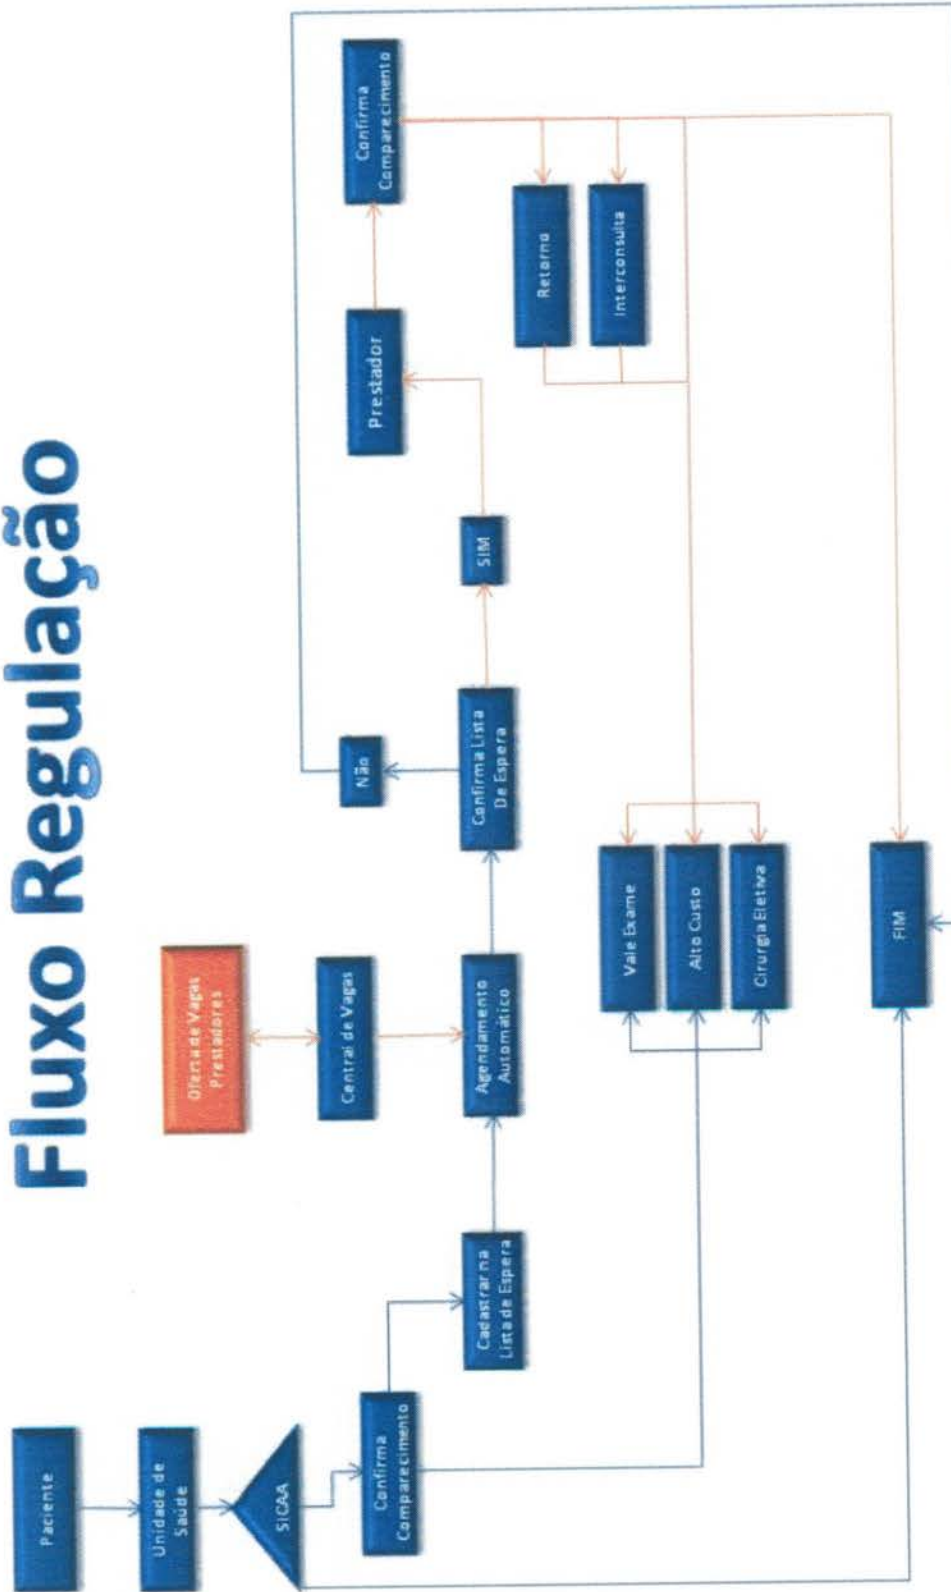 Fluxo Regulação
Paciente
Unidade de
Saúde
SICAA
Confirma
Comparecimento
Cadastrar na
Lista de Espera
Oferta de Vagas
Prestadores
Central de Vagas
Agendamento
Automático
Confirma Lista
De Espera
Não
SIM
Prestador
Confirma
Comparecimento
Retorno
Interconsulta
Vale Exame
Alto Custo
Cirurgia Eletiva
FIM